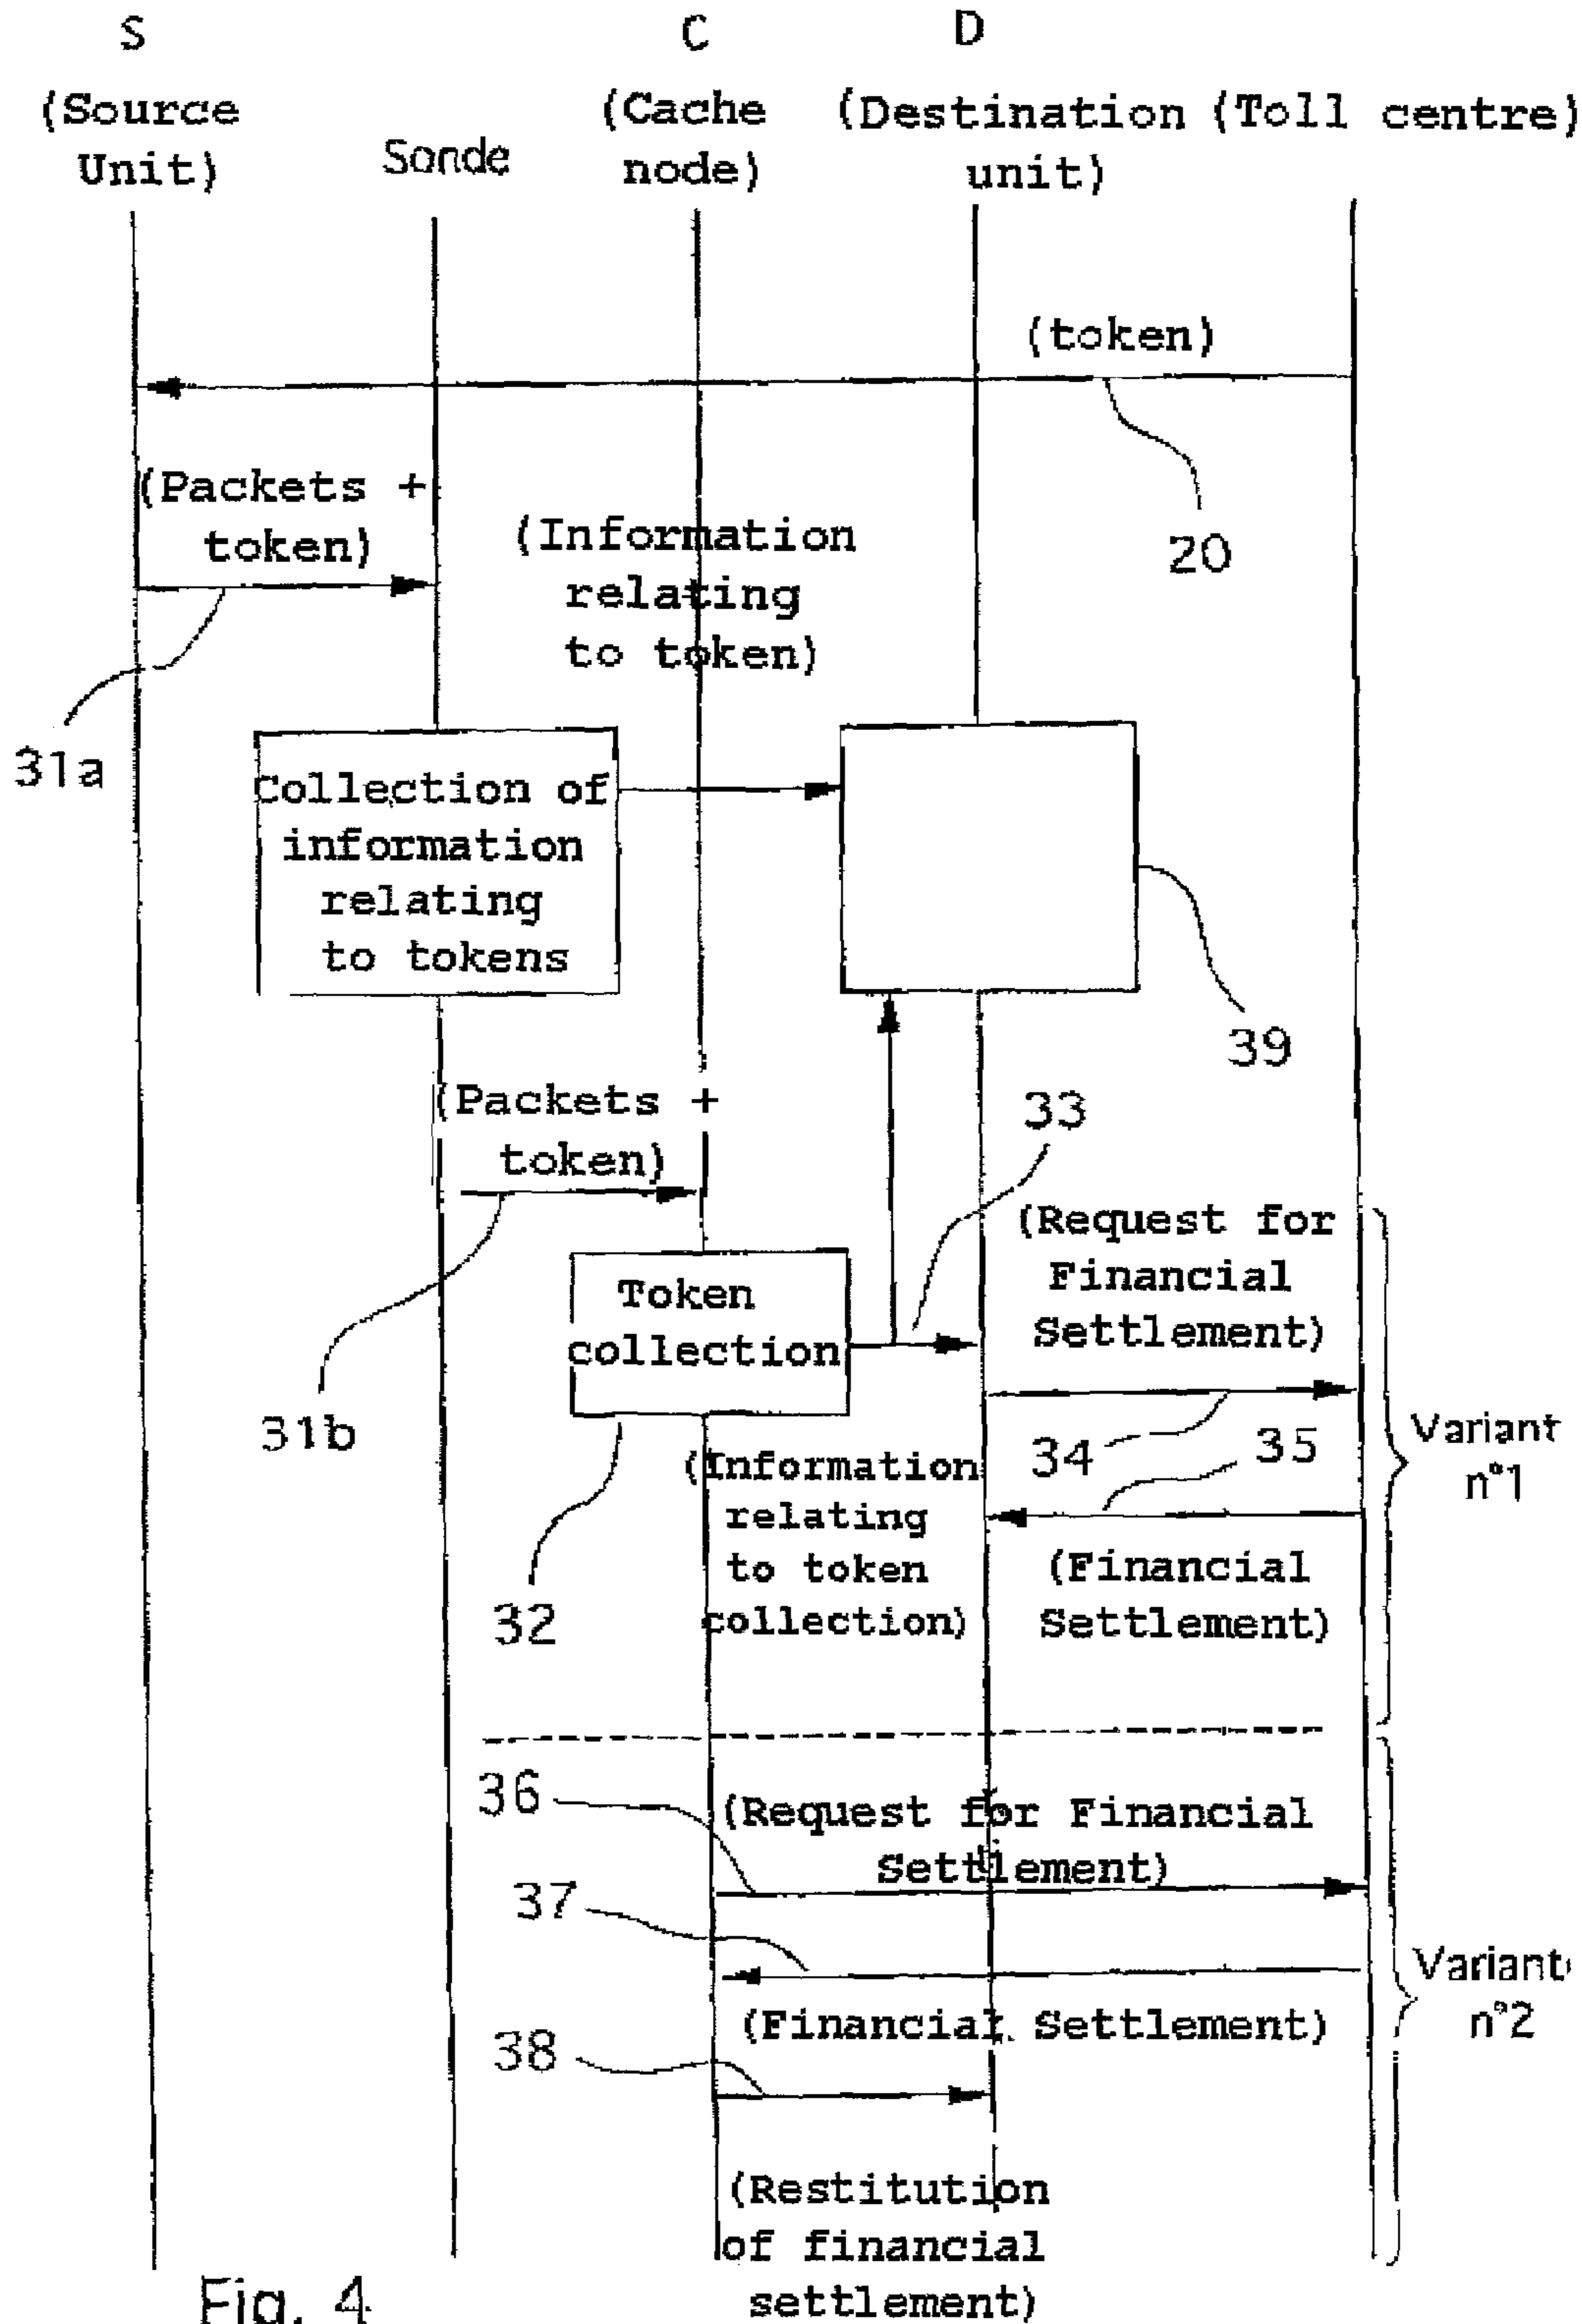 S C D
(Source Unit)
Sonde
(Cache node)
(Destination unit)
(Toll centre)
(token)
20
(Packets +
token)
31a
(Information
relating
to token)
Collection of
information
relating
to tokens
39
(Packets +
token)
31b
33
Token
collection
32
(Request for
Financial
Settlement)
34
35
(Information
relating
to token
collection)
(Financial
Settlement)
Variant
n°1
36
(Request for Financial
Settlement)
37
(Financial Settlement)
Variant
n°2
38
(Restitution
of financial
settlement)
Fig. 4